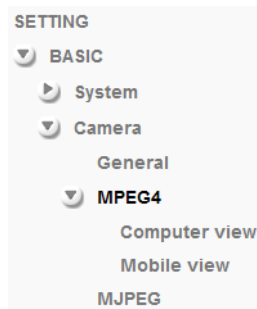 SETTING
BASIC
System
Camera
General
MPEG4
Computer view
Mobile view
MJPEG